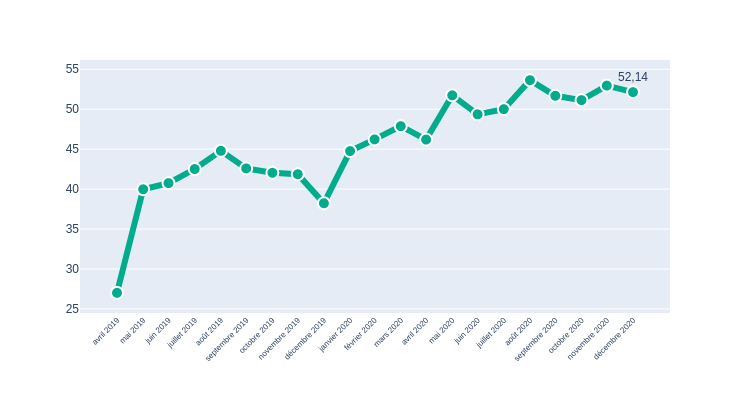 55
50
45
40
35
30
25
52,14
avril 2019
mai 2019
juin 2019
juillet 2019
août 2019
septembre 2019
octobre 2019
novembre 2019
décembre 2019
janvier 2020
février 2020
mars 2020
avril 2020
mai 2020
juin 2020
juillet 2020
août 2020
septembre 2020
octobre 2020
novembre 2020
décembre 2020